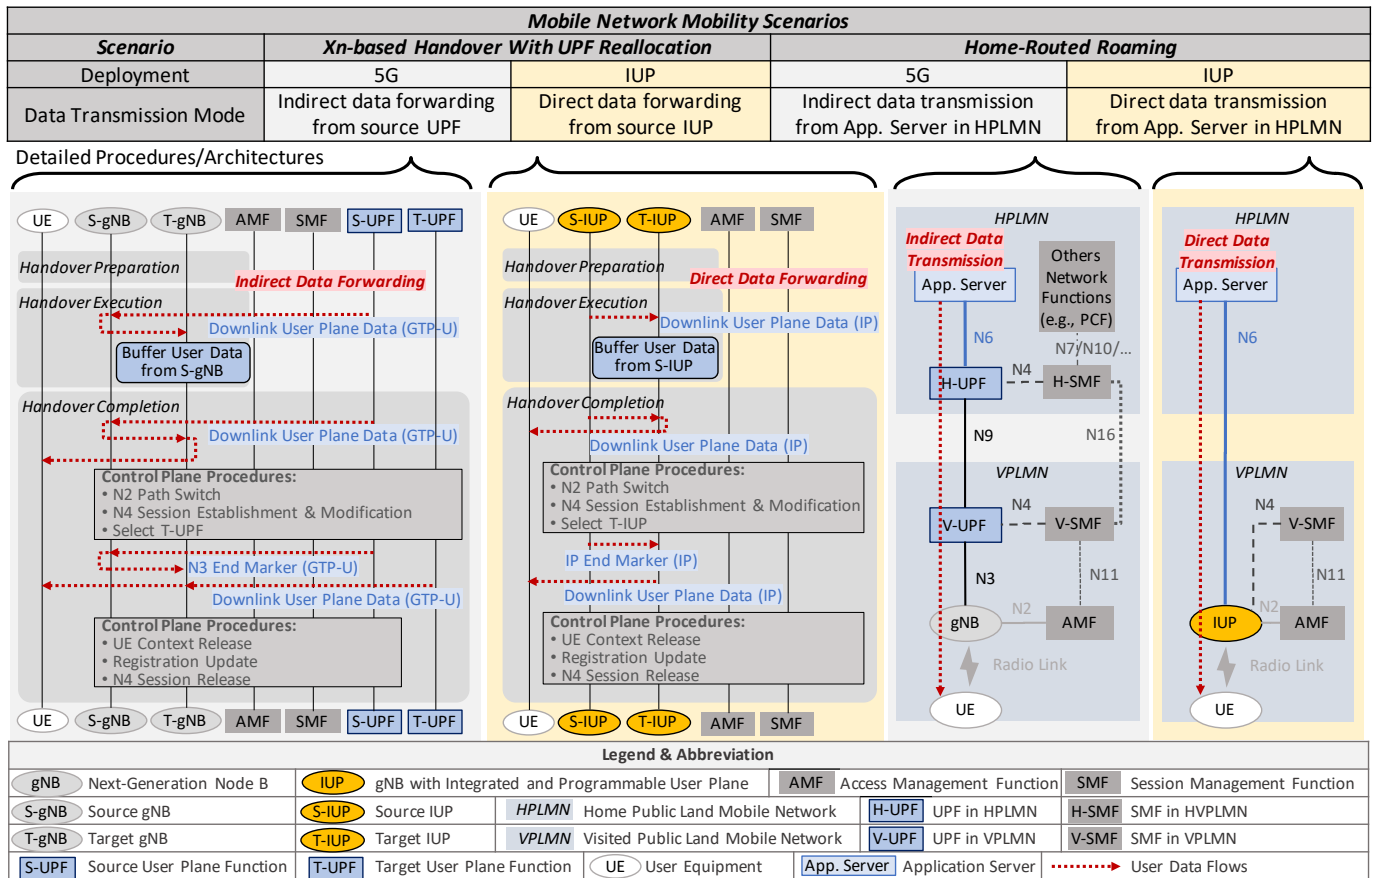 Mobile Network Mobility Scenarios
Scenario Xn-based Handover With UPF Reallocation Home-Routed Roaming
Deployment 5G IUP 5G IUP
Data Transmission Mode
Indirect data forwarding
from source UPF
Direct data forwarding
from source IUP
Indirect data transmission
from App. Server in HPLMN
Direct data transmission
from App. Server in HPLMN
Detailed Procedures/Architectures
UE S-gNB T-gNB AMF SMF S-UPF T-UPF
Handover Preparation
Indirect Data Forwarding
Handover Execution
Downlink User Plane Data (GTP-U)
Buffer User Data
from S-gNB
Handover Completion
Downlink User Plane Data (GTP-U)
Control Plane Procedures:
• N2 Path Switch
• N4 Session Establishment & Modification
• Select T-UPF
N3 End Marker (GTP-U)
Downlink User Plane Data (GTP-U)
Control Plane Procedures:
• UE Context Release
• Registration Update
• N4 Session Release
UE S-gNB T-gNB AMF SMF S-UPF T-UPF
UE S-IUP T-IUP AMF SMF
Handover Preparation
Direct Data Forwarding
Handover Execution
Downlink User Plane Data (IP)
Buffer User Data
from S-IUP
Handover Completion
Downlink User Plane Data (IP)
Control Plane Procedures:
• N2 Path Switch
• N4 Session Establishment & Modification
• Select T-IUP
IP End Marker (IP)
Downlink User Plane Data (IP)
Control Plane Procedures:
• UE Context Release
• Registration Update
• N4 Session Release
UE S-IUP T-IUP AMF SMF
HPLMN
Indirect Data
Transmission
App. Server
Others
Network
Functions
(e.g., PCF)
N6
N7/N10/...
H-UPF N4 H-SMF
N9
N16
VPLMN
N4
V-UPF V-SMF
N3
N11
gNB N2 AMF
Radio Link
UE
HPLMN
Direct Data
Transmission
App. Server
N6
VPLMN
N4
V-SMF
N11
IUP N2 AMF
Radio Link
UE
Legend & Abbreviation
gNB Next-Generation Node B IUP gNB with Integrated and Programmable User Plane AMF Access Management Function SMF Session Management Function
S-gNB Source gNB S-IUP Source IUP HPLMN Home Public Land Mobile Network H-UPF UPF in HPLMN H-SMF SMF in HVPLMN
T-gNB Target gNB T-IUP Target IUP VPLMN Visited Public Land Mobile Network V-UPF UPF in VPLMN V-SMF SMF in VPLMN
S-UPF Source User Plane Function T-UPF Target User Plane Function UE User Equipment App. Server Application Server User Data Flows